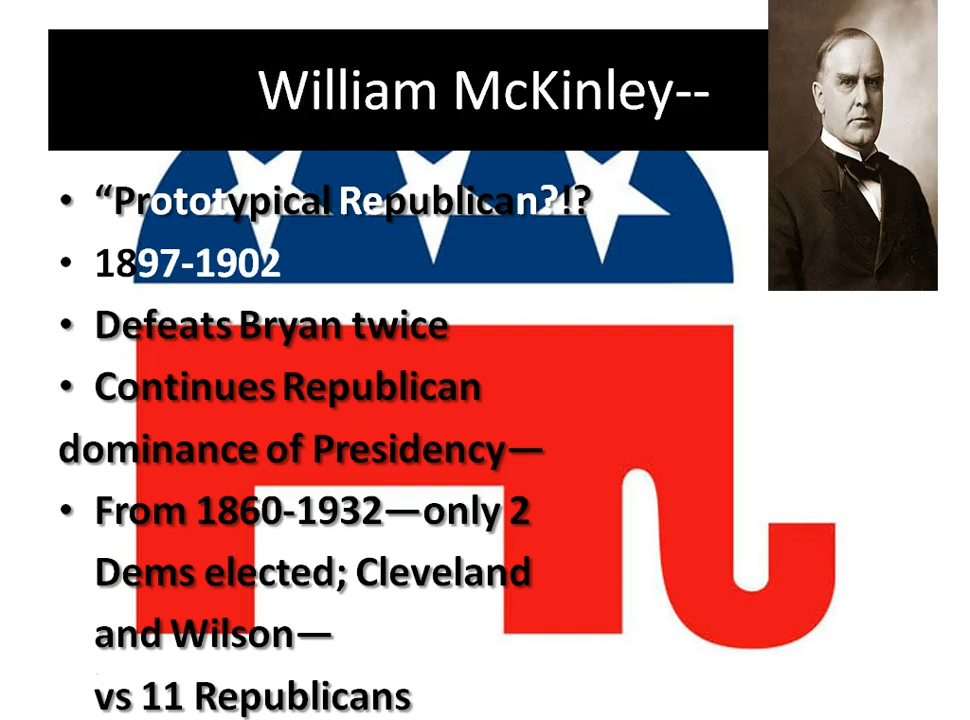 William McKinley--
• “Prototypical Republican?!?
• 1897-1902
• Defeats Bryan twice
• Continues Republican
dominance of Presidency—
• From 1860-1932—only 2
Dems elected; Cleveland
and Wilson—
vs 11 Republicans